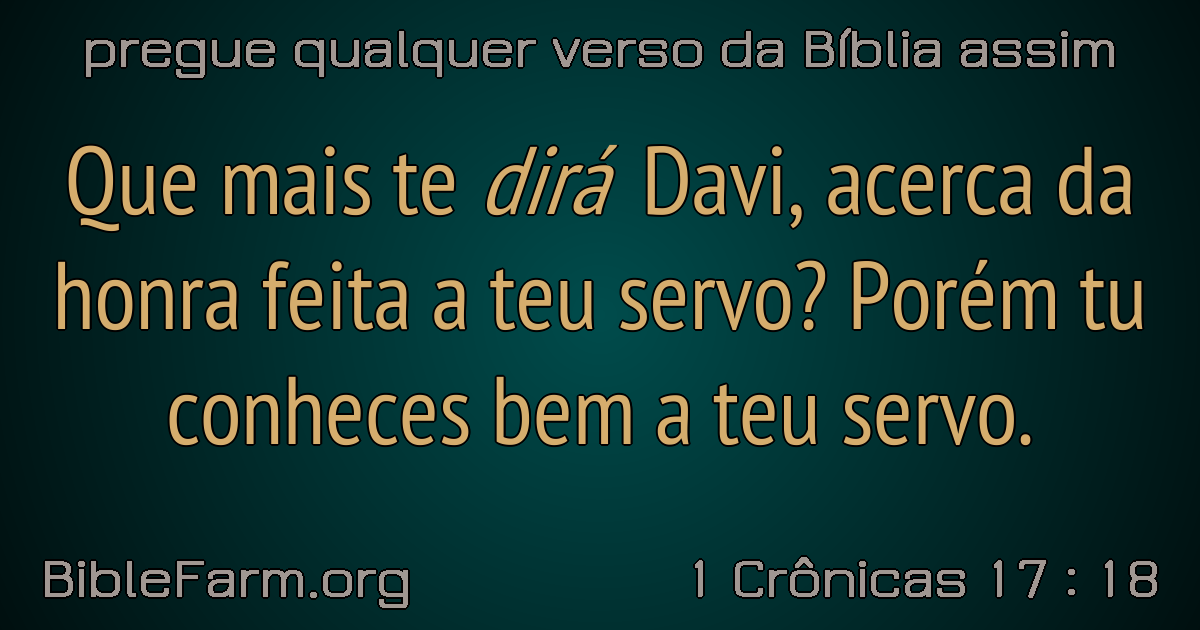 pregue qualquer verso da Bíblia assim
Que mais te dirá Davi, acerca da
honra feita a teu servo? Porém tu
conheces bem a teu servo.
BibleFarm.org
1 Crônicas 17 : 18